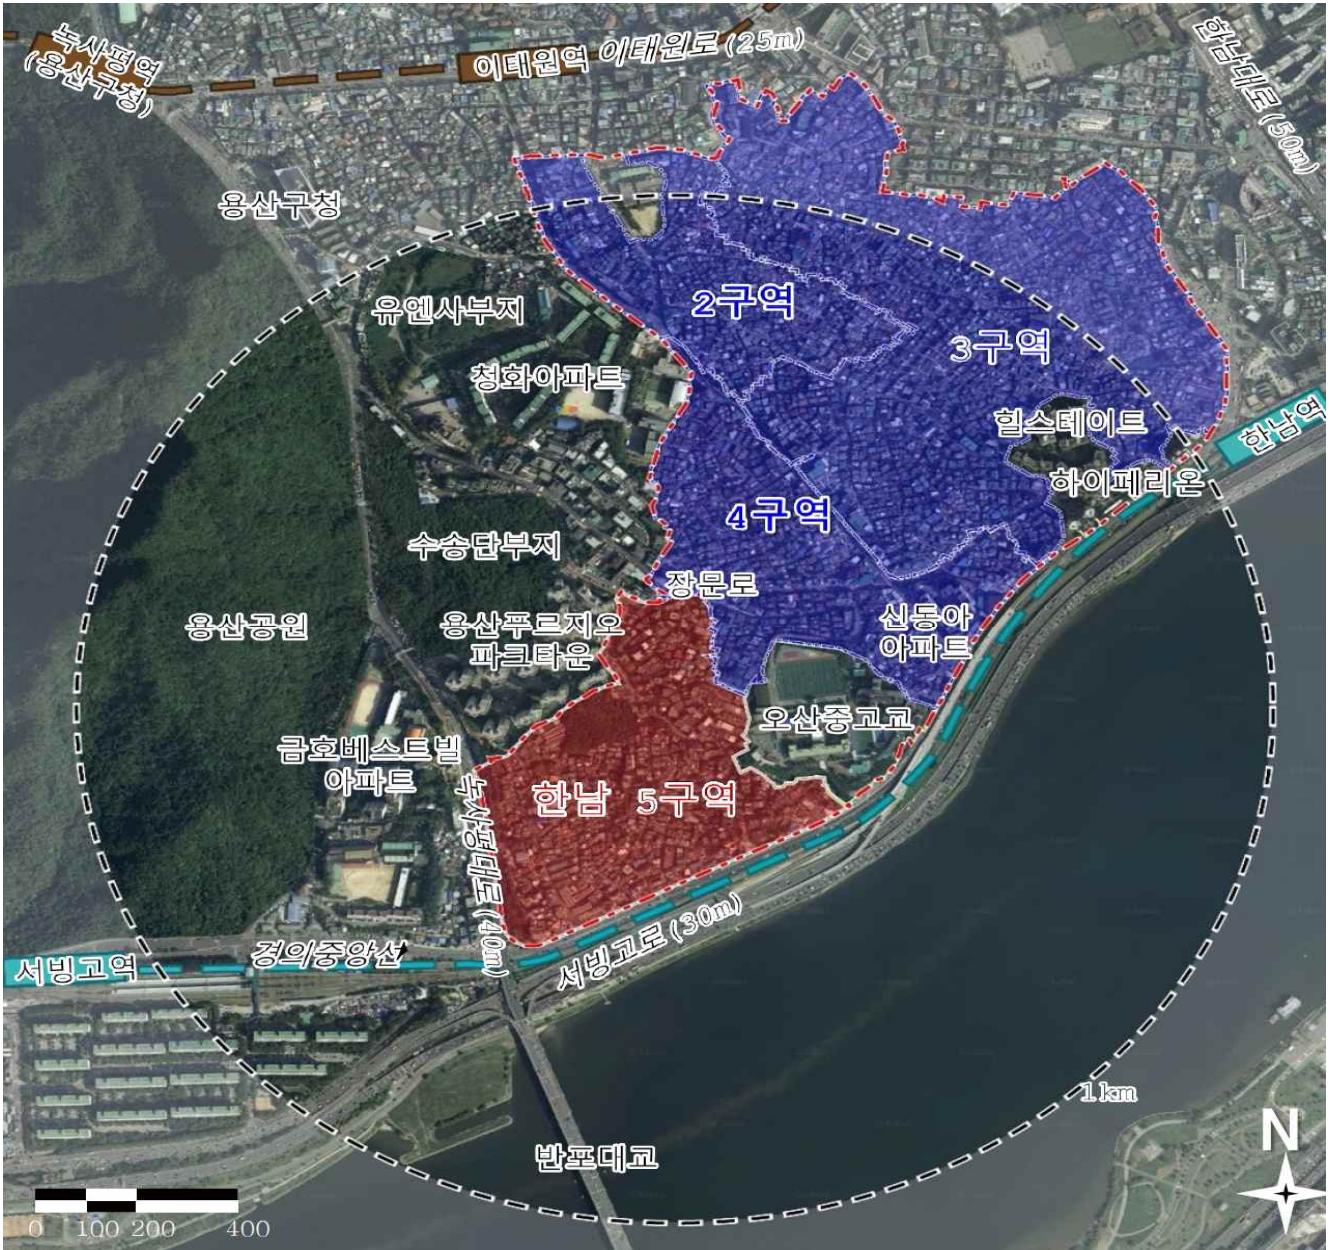 녹사평역
(용산구청)
이태원역 이태원로 (25m)
한남대로 (50m)
용산구청
유엔사부지
2구역
3구역
청화아파트
힐스테이트
한남역
하이페리온
4구역
수송단부지
장문로
용산공원
용산푸르지오
파크타운
신동아
아파트
오산중고교
금호베스트빌
아파트
한남 5구역
녹사평대로 (40m)
서빙고로 (30m)
경의중앙선
서빙고역
1km
반포대교
N
0 100 200 400